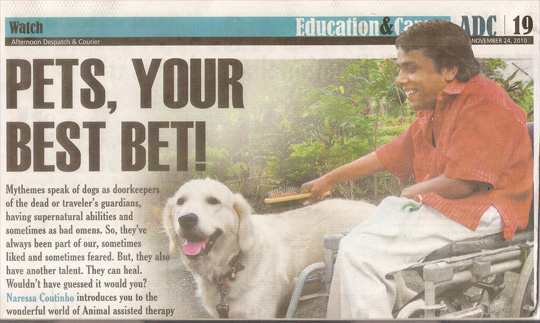 Watch
Education & Career ADC 19
Afternoon Despatch & Courier
NOVEMBER 24, 2010
PETS, YOUR
BEST BET!
Mythemes speak of dogs as doorkeepers
of the dead or traveler's guardians,
having supernatural abilities and
sometimes as bad omens. So, they've
always been part of our, sometimes
liked and sometimes feared. But, they also
have another talent. They can heal.
Wouldn't have guessed it would you?
Naressa Coutinho introduces you to the
wonderful world of Animal assisted therapy